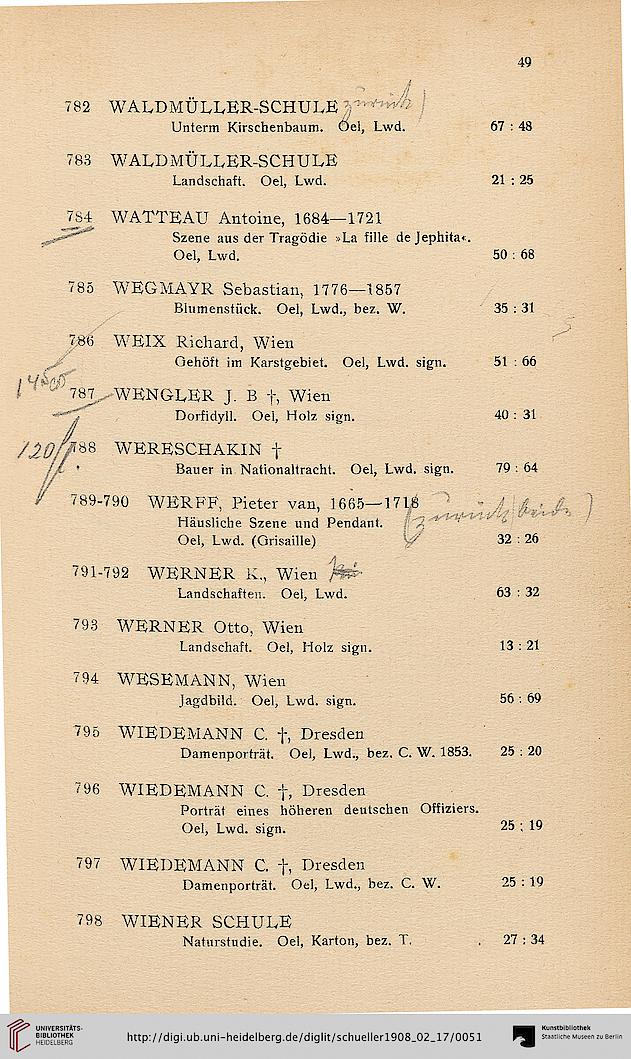 49
782 WALDMÜLLER-SCHULE zurück)
Unterm Kirschenbaum. Oel, Lwd. 67 : 48
783 WALDMÜLLER-SCHULE
Landschaft. Oel, Lwd. 21 : 25
784 WATTEAU Antoine, 1684—1721
Szene aus der Tragödie »La fille de Jephita«.
Oel, Lwd. 50 : 68
785 WEGMAYR Sebastian, 1776—1857
Blumenstück. Oel, Lwd., bez. W. 35 : 31
786 WEIX Richard, Wien
Gehöft im Karstgebiet. Oel, Lwd. sign. 51 : 66
787 WENGLER J. B †, Wien
Dorfidyll. Oel, Holz sign. 40 : 31
120
788 WERESCHAKIN †
Bauer in Nationaltracht. Oel, Lwd. sign. 79 : 64
789-790 WERFF, Pieter van, 1665—1718
(zurück beide)
Häusliche Szene und Pendant.
Oel, Lwd. (Grisaille) 32 : 26
791-792 WERNER K., Wien
Landschaften. Oel, Lwd. 63 : 32
793 WERNER Otto, Wien
Landschaft. Oel, Holz sign. 13 : 21
794 WESEMANN, Wien
Jagdbild. Oel, Lwd. sign. 56 : 69
795 WIEDEMANN C. †, Dresden
Damenporträt. Oel, Lwd., bez. C. W. 1853. 25 : 20
796 WIEDEMANN C. †, Dresden
Porträt eines höheren deutschen Offiziers.
Oel, Lwd. sign. 25 : 19
797 WIEDEMANN C. †, Dresden
Damenporträt. Oel, Lwd., bez. C. W. 25 : 19
798 WIENER SCHULE
Naturstudie. Oel, Karton, bez. T. 27 : 34
UNIVERSITÄTS-
BIBLIOTHEK
HEIDELBERG
http://digi.ub.uni-heidelberg.de/diglit/schueller1908_02_17/0051
Kunstbibliothek
Staatliche Museen zu Berlin